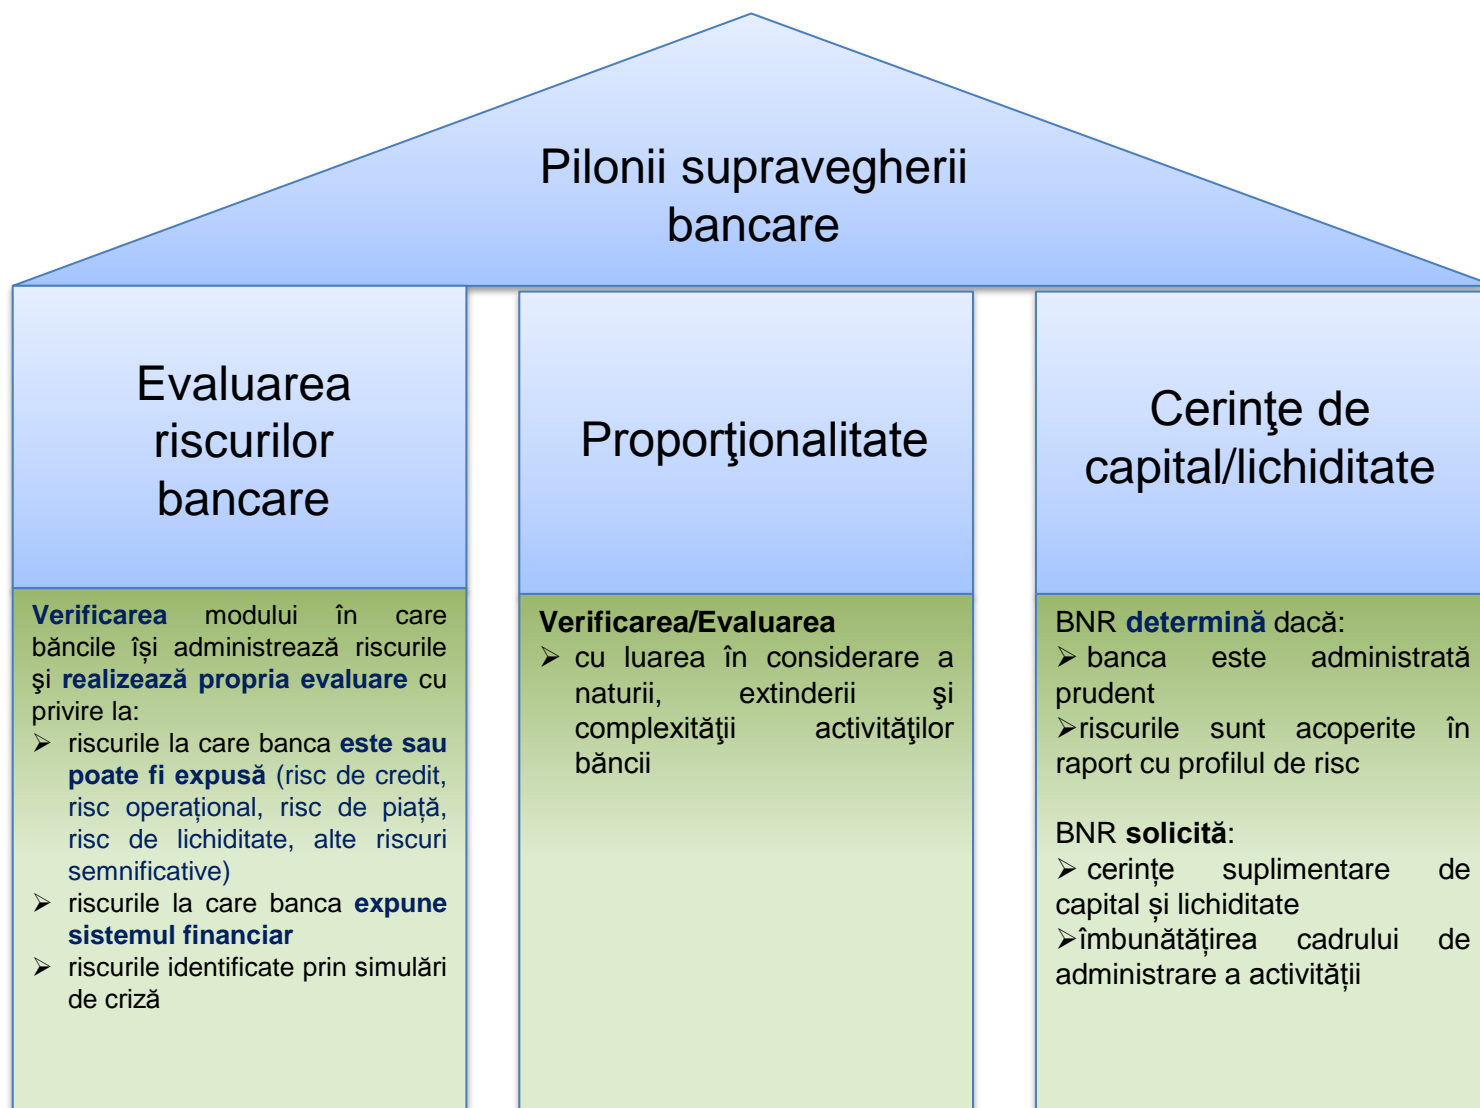 Pilonii supravegherii
bancare
Evaluarea
riscurilor
bancare
Verificarea modului în care
băncile își administrează riscurile
şi realizează propria evaluare cu
privire la:
➢ riscurile la care banca este sau
poate fi expusă (risc de credit,
risc operațional, risc de piață,
risc de lichiditate, alte riscuri
semnificative)
➢ riscurile la care banca expune
sistemul financiar
➢ riscurile identificate prin simulări
de criză
Proporţionalitate
Verificarea/Evaluarea
➢ cu luarea în considerare a
naturii, extinderii şi
complexităţii activităţilor
băncii
Cerinţe de
capital/lichiditate
BNR determină dacă:
➢ banca este administrată
prudent
➢riscurile sunt acoperite în
raport cu profilul de risc
BNR solicită:
➢ cerințe suplimentare de
capital și lichiditate
➢îmbunătățirea cadrului de
administrare a activității